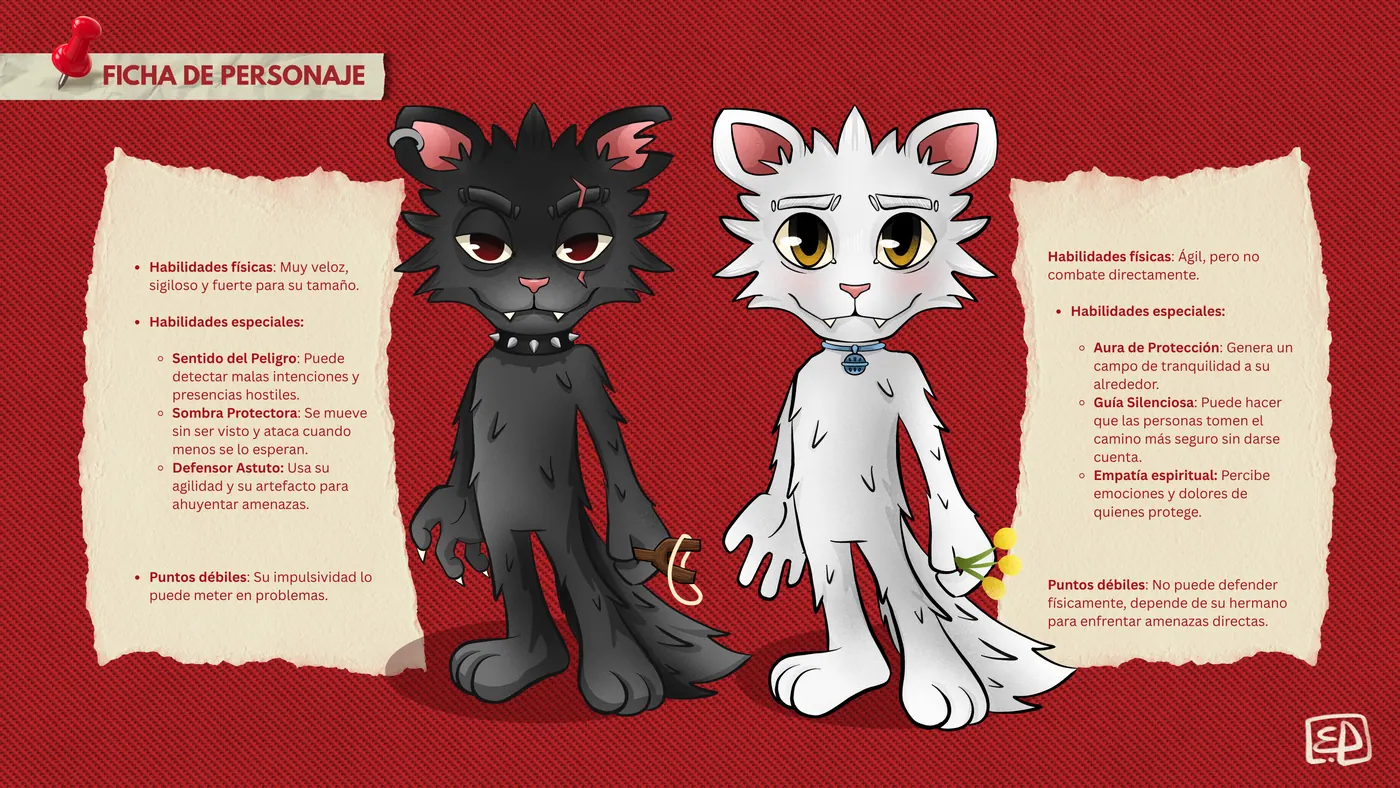 FICHA DE PERSONAJE
• Habilidades físicas: Muy veloz,
sigiloso y fuerte para su tamaño.
• Habilidades especiales:
◦ Sentido del Peligro: Puede
detectar malas intenciones y
presencias hostiles.
◦ Sombra Protectora: Se mueve
sin ser visto y ataca cuando
menos se lo esperan.
◦ Defensor Astuto: Usa su
agilidad y su artefacto para
ahuyentar amenazas.
• Puntos débiles: Su impulsividad lo
puede meter en problemas.
Habilidades físicas: Ágil, pero no
combate directamente.
• Habilidades especiales:
◦ Aura de Protección: Genera un
campo de tranquilidad a su
alrededor.
◦ Guía Silenciosa: Puede hacer
que las personas tomen el
camino más seguro sin darse
cuenta.
◦ Empatía espiritual: Percibe
emociones y dolores de
quienes protege.
Puntos débiles: No puede defender
físicamente, depende de su hermano
para enfrentar amenazas directas.